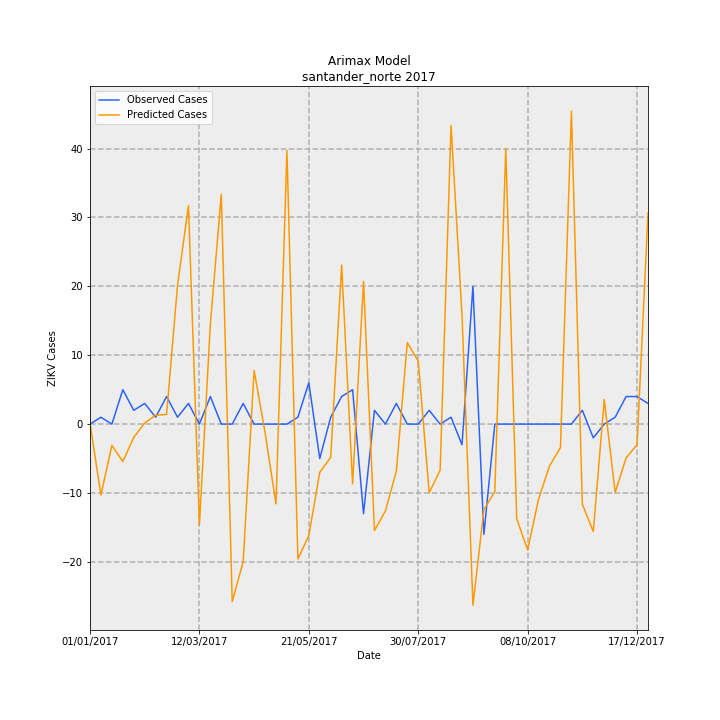 Arimax Model
santander_norte 2017
Observed Cases
Predicted Cases
ZIKV Cases
40
30
20
10
0
−10
−20
01/01/2017
12/03/2017
21/05/2017
30/07/2017
08/10/2017
17/12/2017
Date